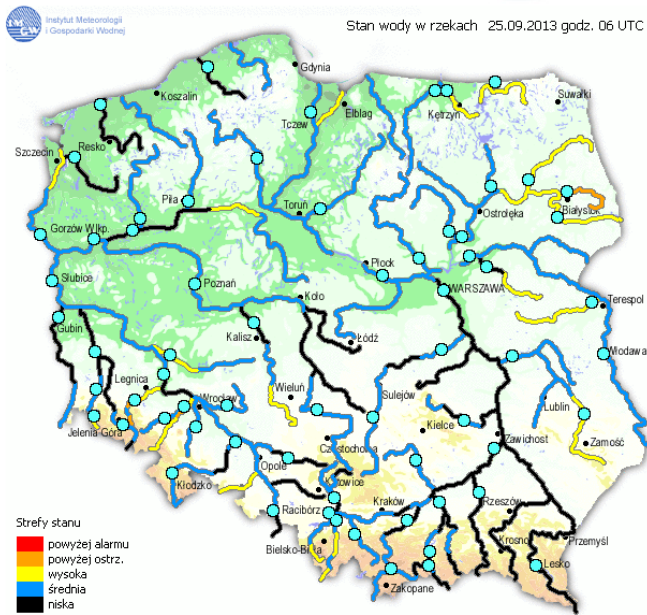 Instytut Meteorologii
i Gospodarki Wodnej
Stan wody w rzekach 25.09.2013 godz. 06 UTC
IMGW
Gdynia
Koszalin
Suwałki
Tczew
Elbląg
Kętrzyn
Szczecin
Resko
Piła
Toruń
Ostrołęka
Białystok
Gorzów Wlkp.
Płock
Słubice
Poznań
Koło
WARSZAWA
Terespol
Gubin
Kalisz
Łódź
Włodawa
Legnica
Wieluń
Sulejów
Wrocław
Lublin
Jelenia Góra
Kielce
Zawichost
Zamość
Częstochowa
Opole
Kłodzko
Katowice
Racibórz
Kraków
Rzeszów
Bielsko-Biała
Krosno
Przemyśl
Lesko
Zakopane
Strefy stanu
powyżej alarmu
powyżej ostrz.
wysoka
średnia
niska